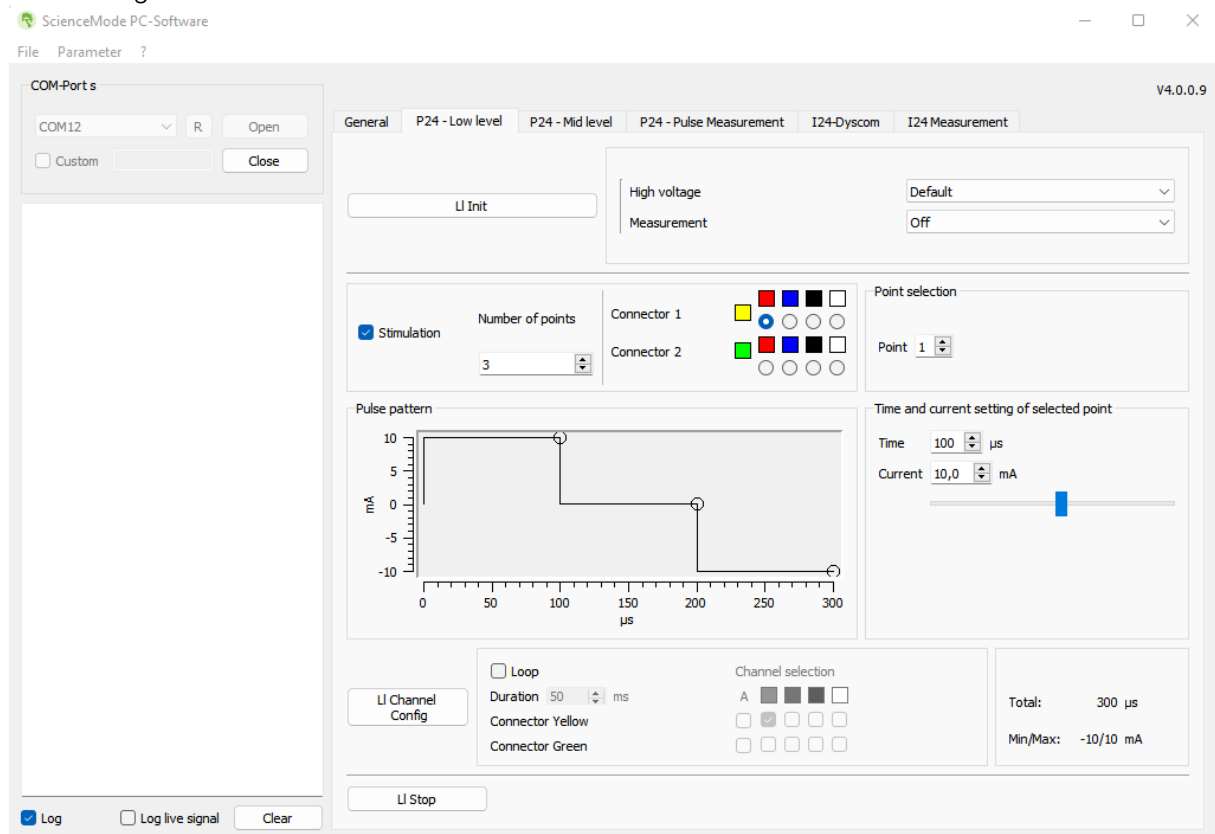 ScienceMode PC-Software
File Parameter ?
COM-Port s
V4.0.0.9
COM12 R Open
Custom Close
General P24 - Low level P24 - Mid level P24 - Pulse Measurement I24-Dyscom I24 Measurement
Ll Init
High voltage Default
Measurement Off
Stimulation
Number of points
3
Connector 1
Connector 2
Point selection
Point 1
Pulse pattern
10
5
0
-5
-10
mA
0 50 100 150 200 250 300
µs
Time and current setting of selected point
Time 100 µs
Current 10,0 mA
Ll Channel
Config
Loop
Duration 50 ms
Connector Yellow
Connector Green
Channel selection
A
Total: 300 µs
Min/Max: -10/10 mA
Ll Stop
Log Log live signal Clear